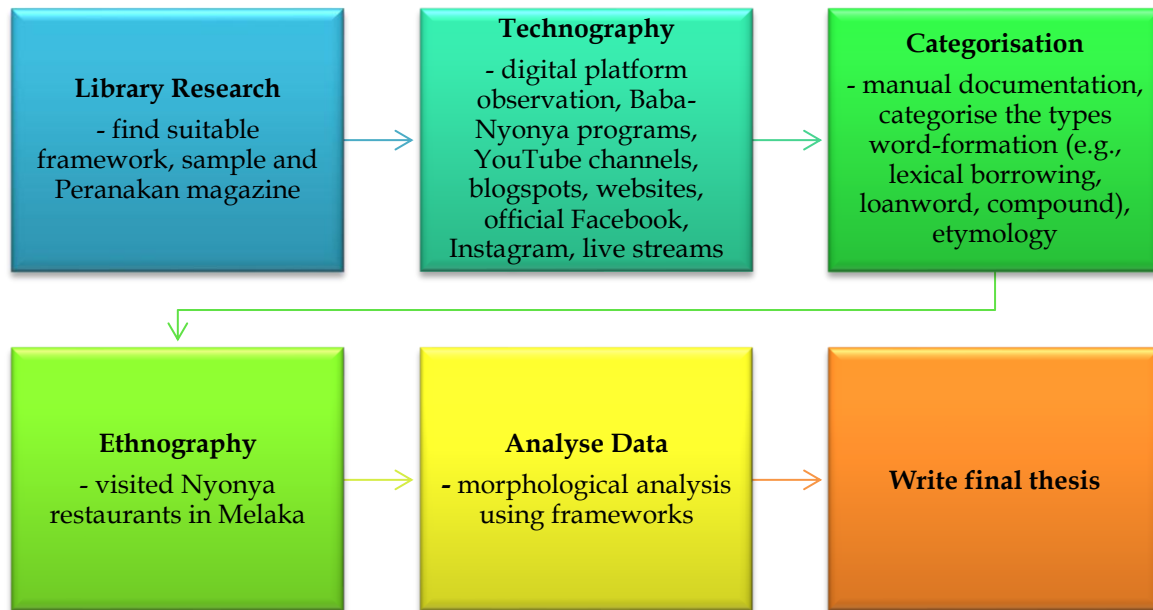 Library Research
- find suitable
framework, sample and
Peranakan magazine
Technography
- digital platform
observation, Baba-
Nyonya programs,
YouTube channels,
blogspots, websites,
official Facebook,
Instagram, live streams
Categorisation
- manual documentation,
categorise the types
word-formation (e.g.,
lexical borrowing,
loanword, compound),
etymology
Ethnography
- visited Nyonya
restaurants in Melaka
Analyse Data
- morphological analysis
using frameworks
Write final thesis